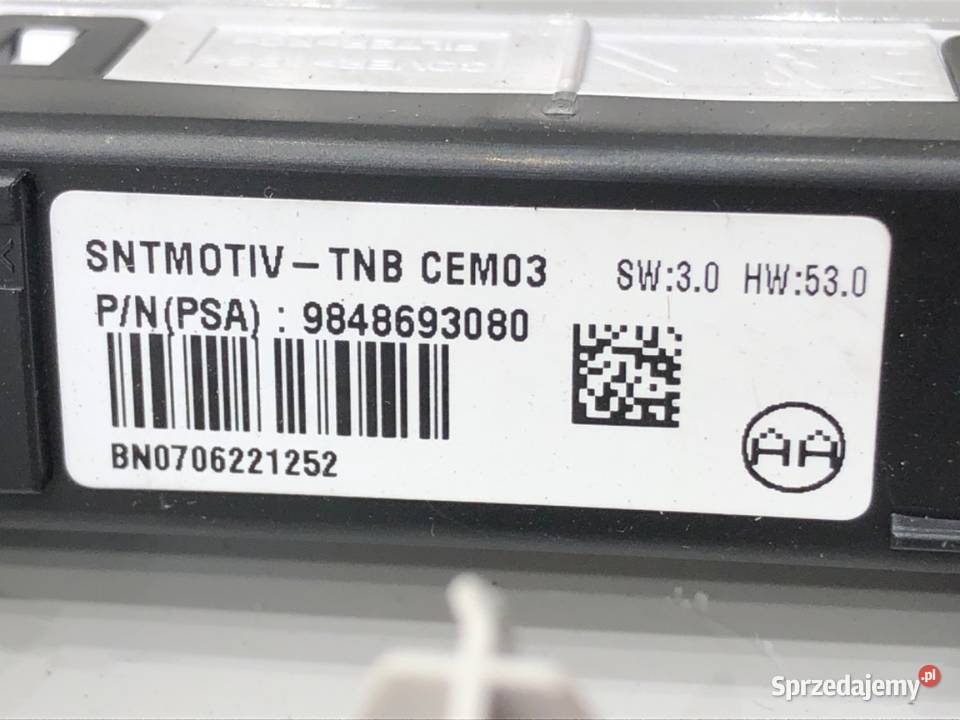 SNTMOTIV-TNB CEM03 SW:3.0 HW:53.0
P/N(PSA) : 9848693080
BN0706221252
AA
Sprzedajemy.pl